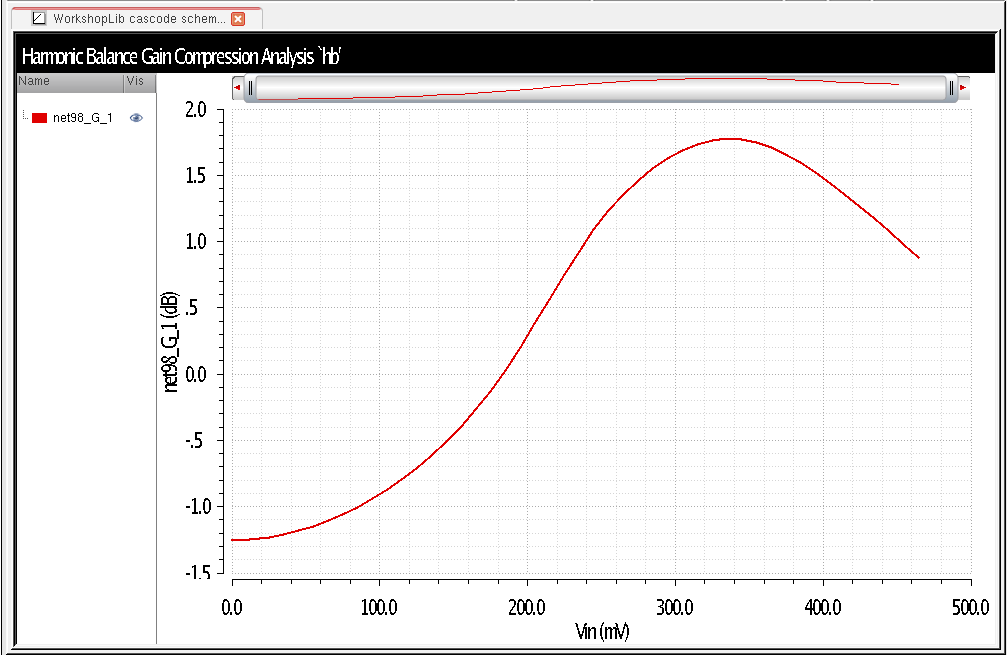 WorkshopLib cascode schem...
Harmonic Balance Gain Compression Analysis `hb'
Name Vis
net98_G_1
2.0
1.5
1.0
.5
0.0
-.5
-1.0
-1.5
net98_G_1 (dB)
0.0 100.0 200.0 300.0 400.0 500.0
Vin (mV)